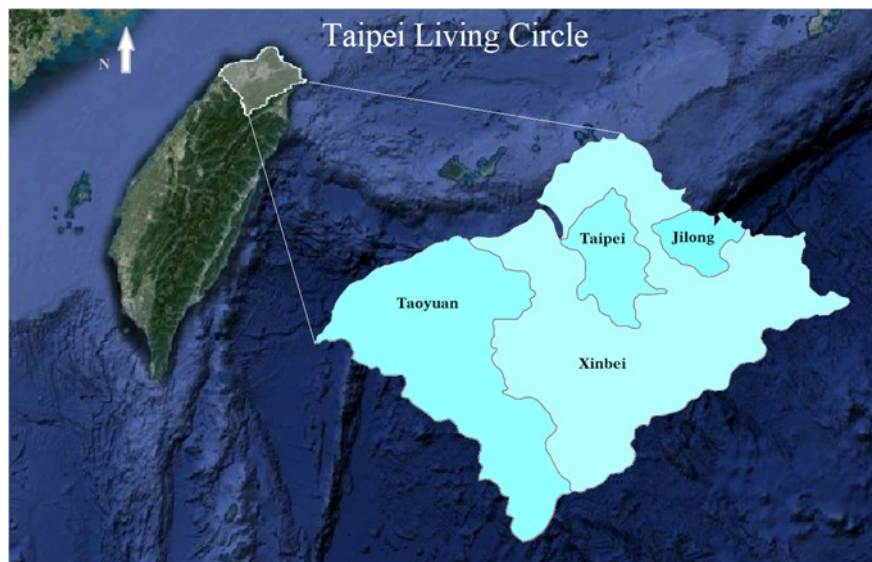 Taipei Living Circle
N
Taipei
Jilong
Taoyuan
Xinbei